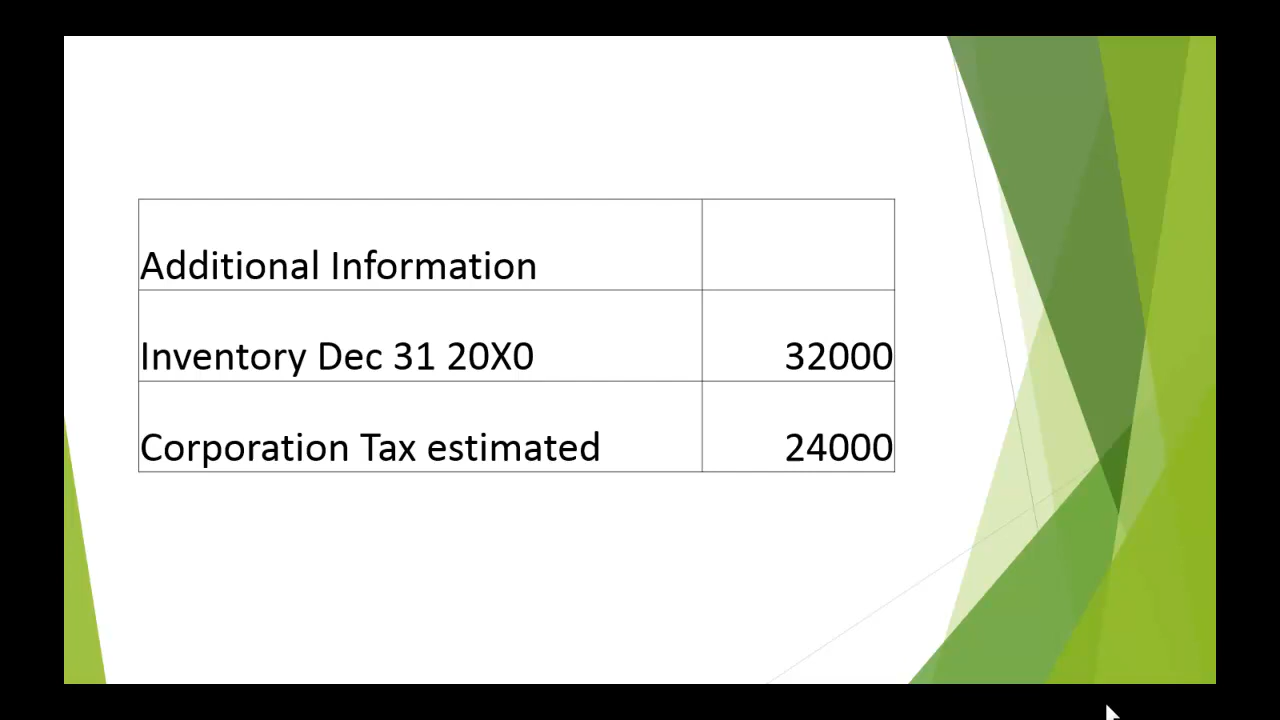 Additional Information
Inventory Dec 31 20X0 32000
Corporation Tax estimated 24000